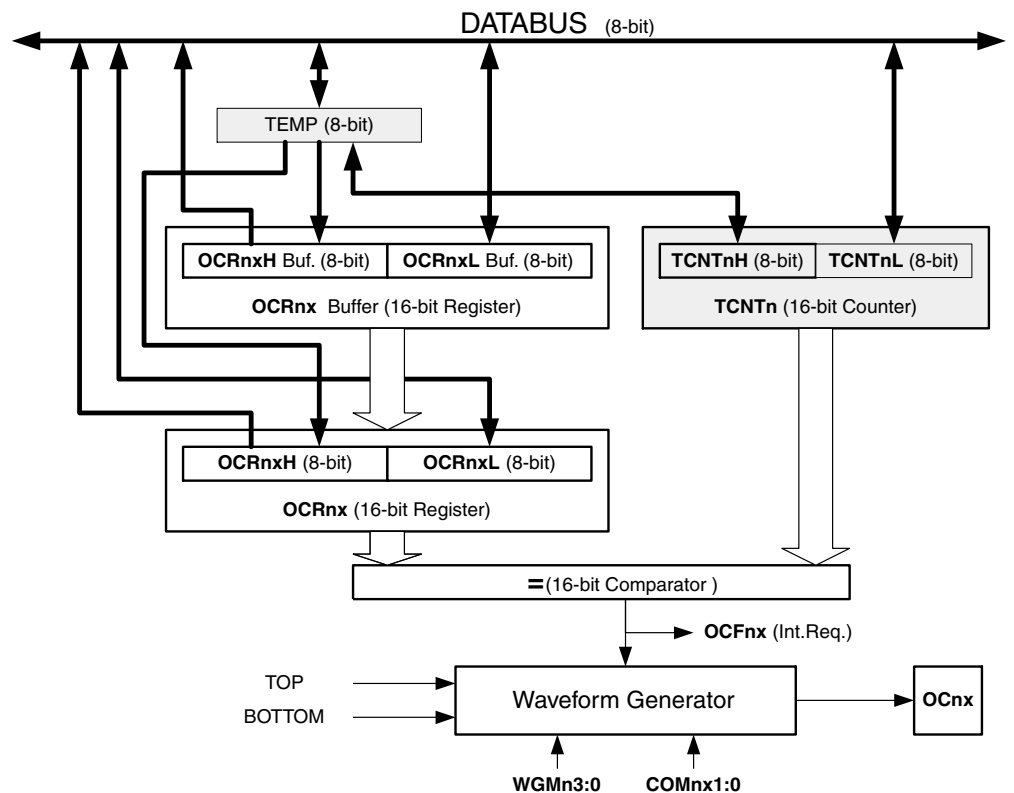 DATABUS (8-bit)
TEMP (8-bit)
OCRnxH Buf. (8-bit) OCRnxL Buf. (8-bit)
OCRnx Buffer (16-bit Register)
TCNTnH (8-bit) TCNTnL (8-bit)
TCNTn (16-bit Counter)
OCRnxH (8-bit) OCRnxL (8-bit)
OCRnx (16-bit Register)
= (16-bit Comparator )
OCFnx (Int.Req.)
TOP
BOTTOM
Waveform Generator
OCnx
WGMn3:0 COMnx1:0